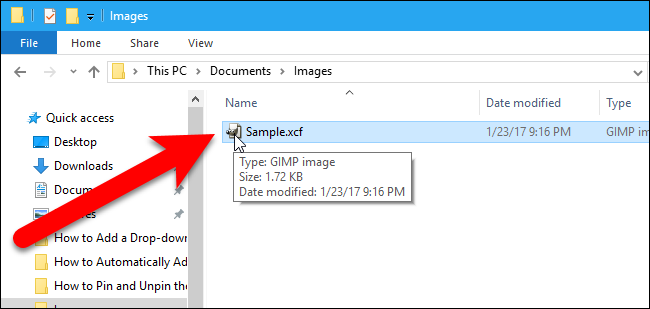 Images
File
Home
Share
View
This PC
Documents
Images
Name
Date modified
Type
Quick access
Sample.xcf
1/23/17 9:16 PM
GIMP im
Desktop
Type: GIMP image
Downloads
Size: 1.72 KB
Docum
Date modified: 1/23/17 9:16 PM
How to Add a Drop-down
How to Automatically Ad
How to Pin and Unpin the